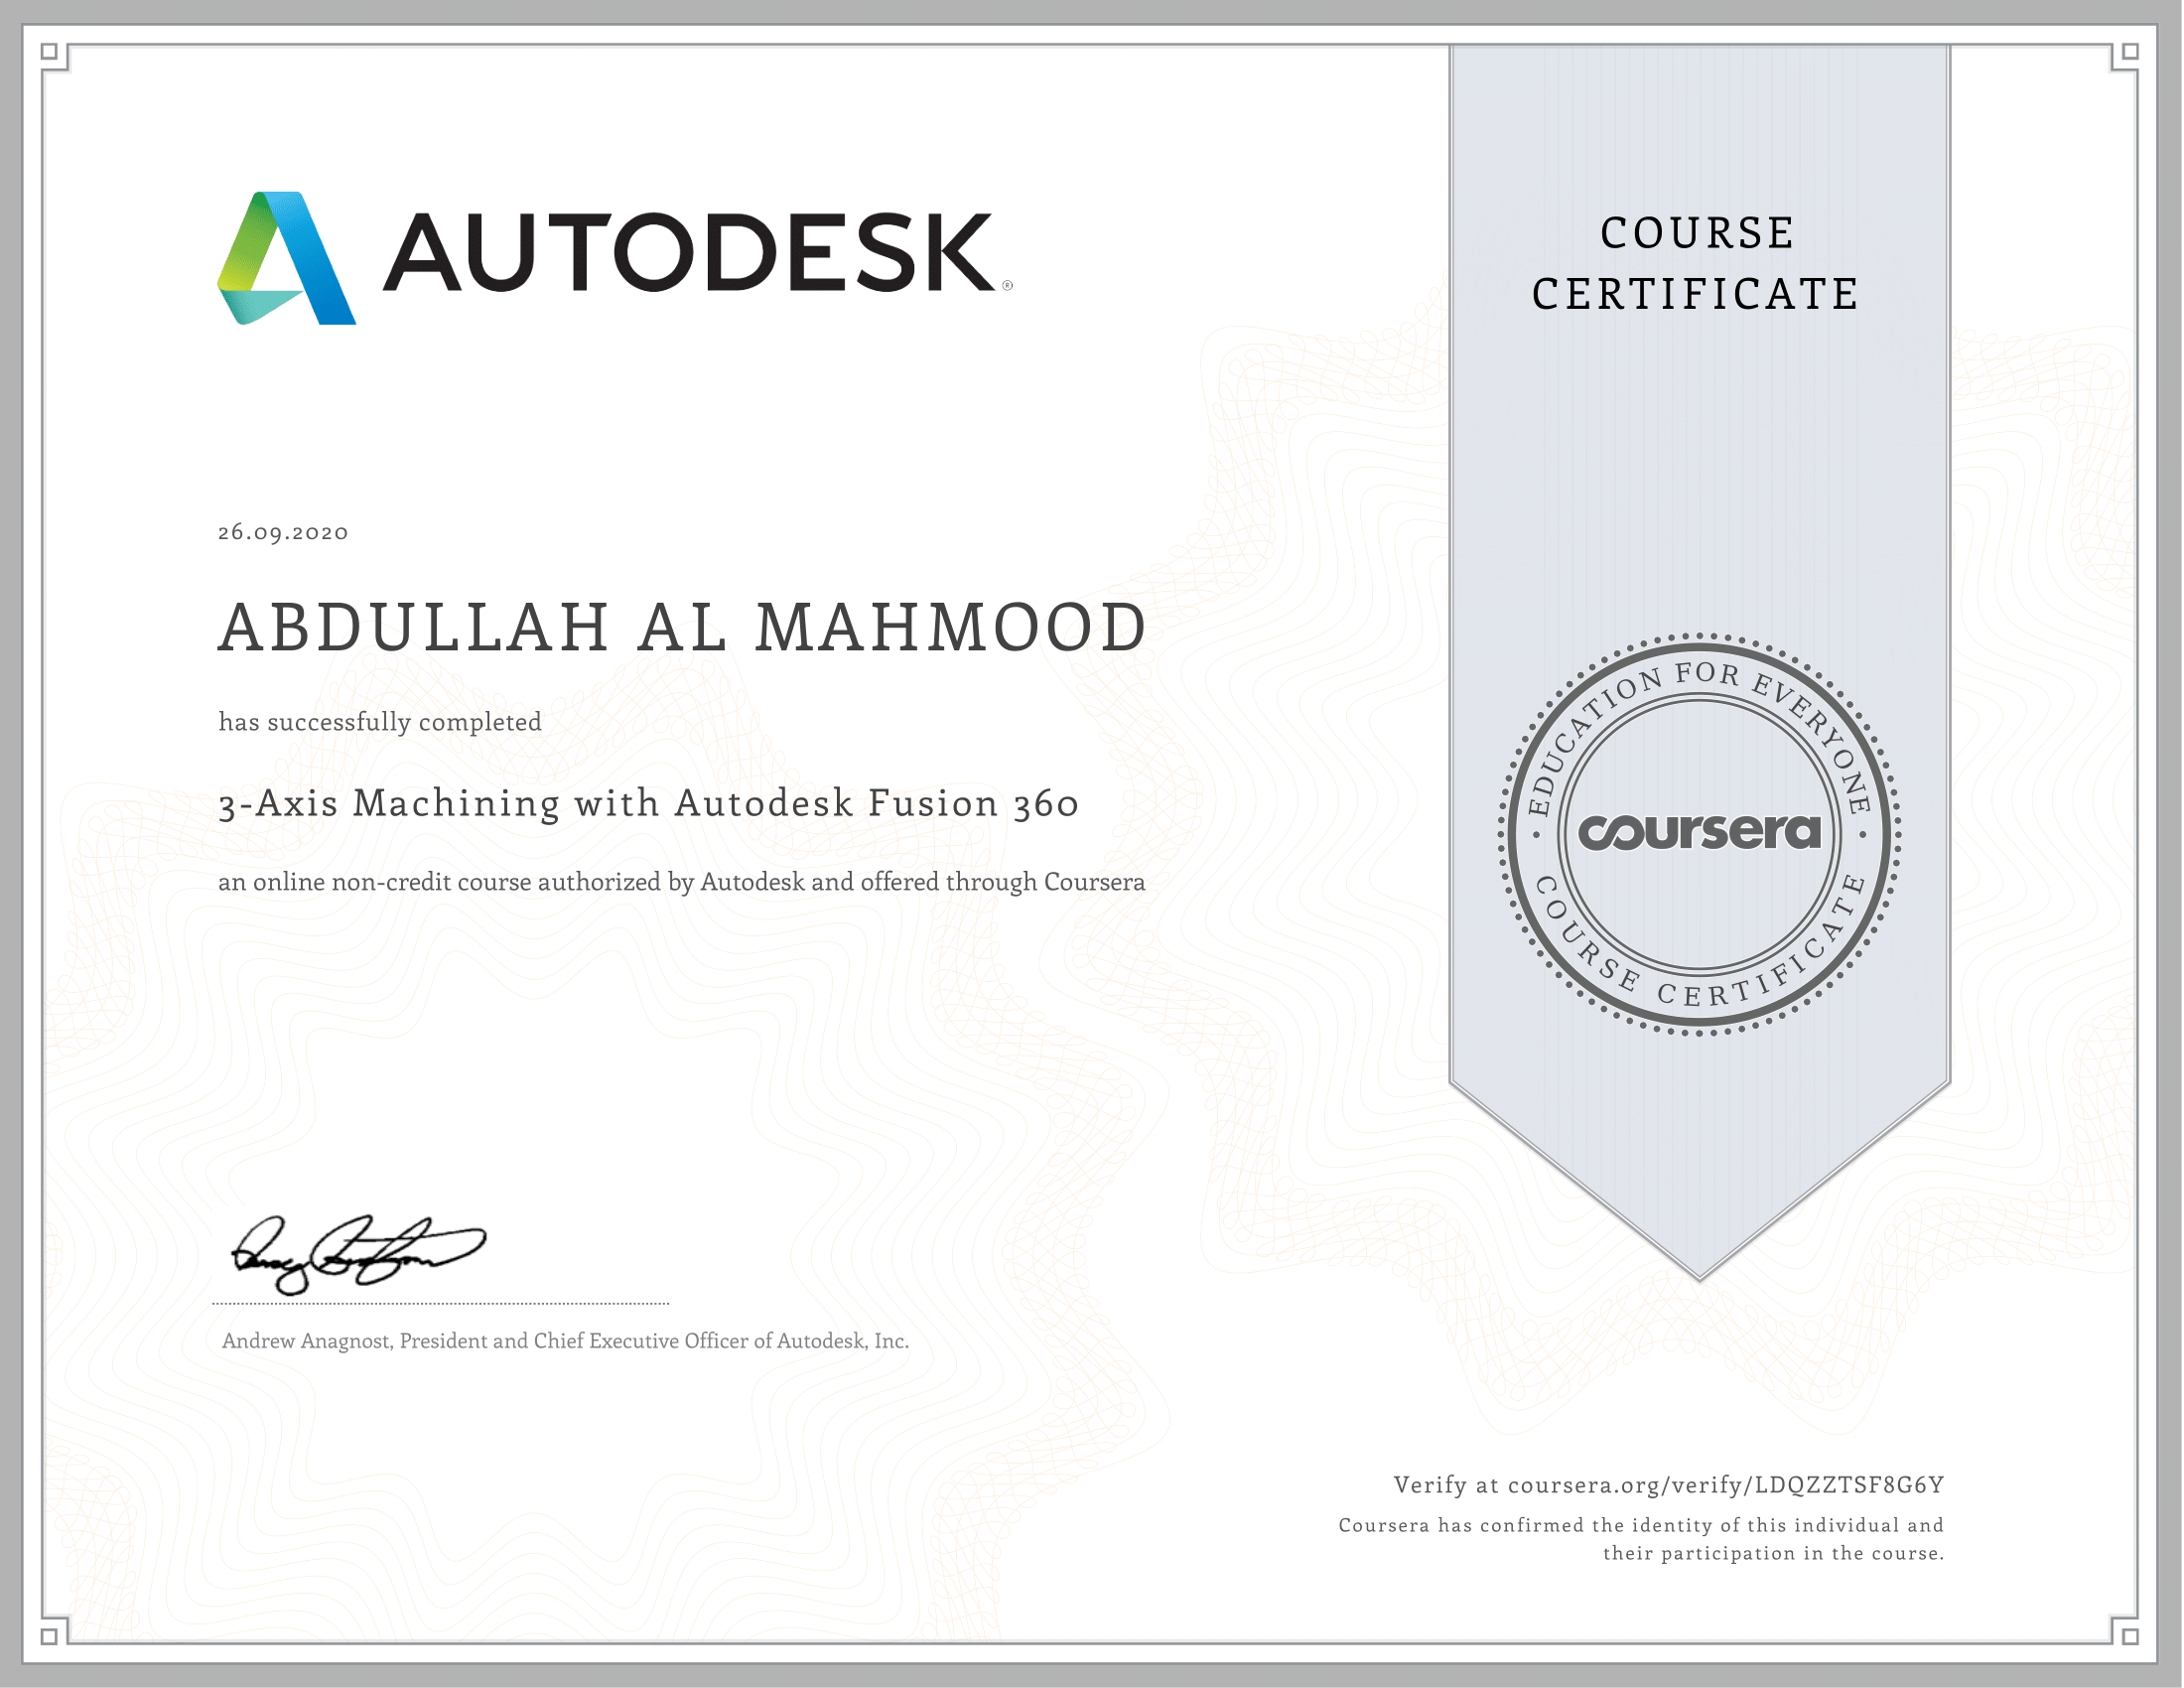 AUTODESK®
COURSE
CERTIFICATE
26.09.2020
ABDULLAH AL MAHMOOD
has successfully completed
3-Axis Machining with Autodesk Fusion 360
an online non-credit course authorized by Autodesk and offered through Coursera
EDUCATION FOR EVERYONE
coursera
COURSE CERTIFICATE
Andrew Anagnost, President and Chief Executive Officer of Autodesk, Inc.
Verify at coursera.org/verify/LDQZZTSF8G6Y
Coursera has confirmed the identity of this individual and
their participation in the course.